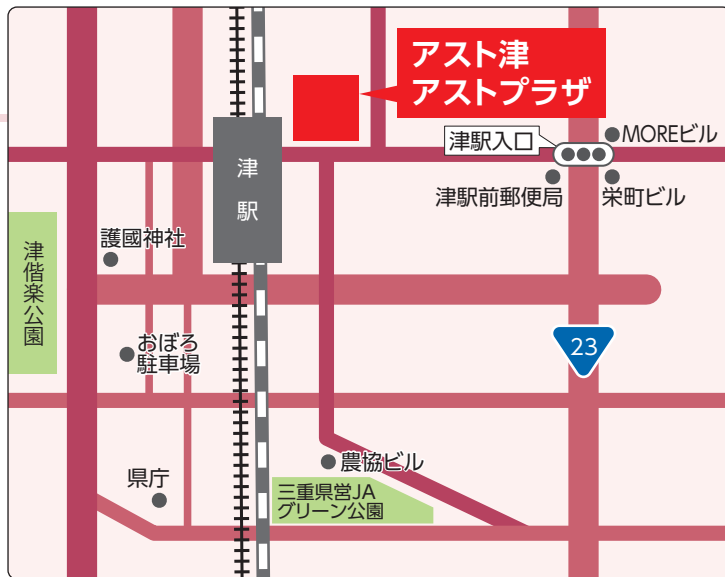 アスト津
アストプラザ
津駅入口
MOREビル
津駅前郵便局
栄町ビル
津駅
護國神社
津偕楽公園
おぼろ
駐車場
23
県庁
農協ビル
三重県営JA
グリーン公園